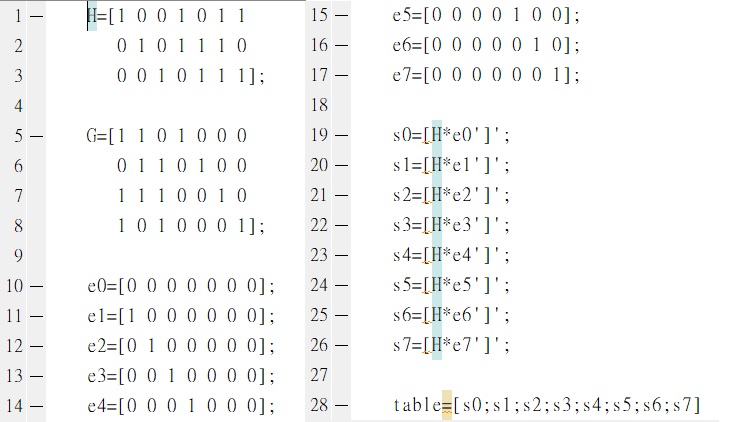 1 – H=[1 0 0 1 0 1 1
2 0 1 0 1 1 1 0
3 0 0 1 0 1 1 1];
4
5 – G=[1 1 0 1 0 0 0
6 0 1 1 0 1 0 0
7 1 1 1 0 0 1 0
8 1 0 1 0 0 0 1];
9
10 – e0=[0 0 0 0 0 0 0];
11 – e1=[1 0 0 0 0 0 0];
12 – e2=[0 1 0 0 0 0 0];
13 – e3=[0 0 1 0 0 0 0];
14 – e4=[0 0 0 1 0 0 0];
15 – e5=[0 0 0 0 1 0 0];
16 – e6=[0 0 0 0 0 1 0];
17 – e7=[0 0 0 0 0 0 1];
18
19 – s0=[H*e0']';
20 – s1=[H*e1']';
21 – s2=[H*e2']';
22 – s3=[H*e3']';
23 – s4=[H*e4']';
24 – s5=[H*e5']';
25 – s6=[H*e6']';
26 – s7=[H*e7']';
27
28 – table=[s0;s1;s2;s3;s4;s5;s6;s7]